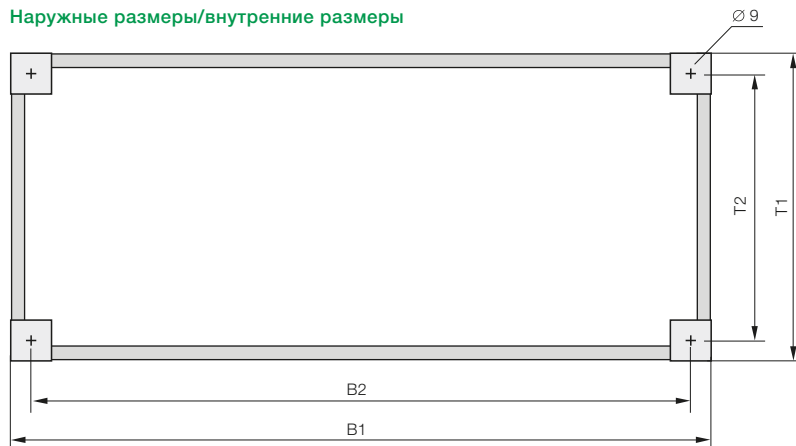 Наружные размеры/внутренние размеры
∅ 9
T2
T1
B2
B1